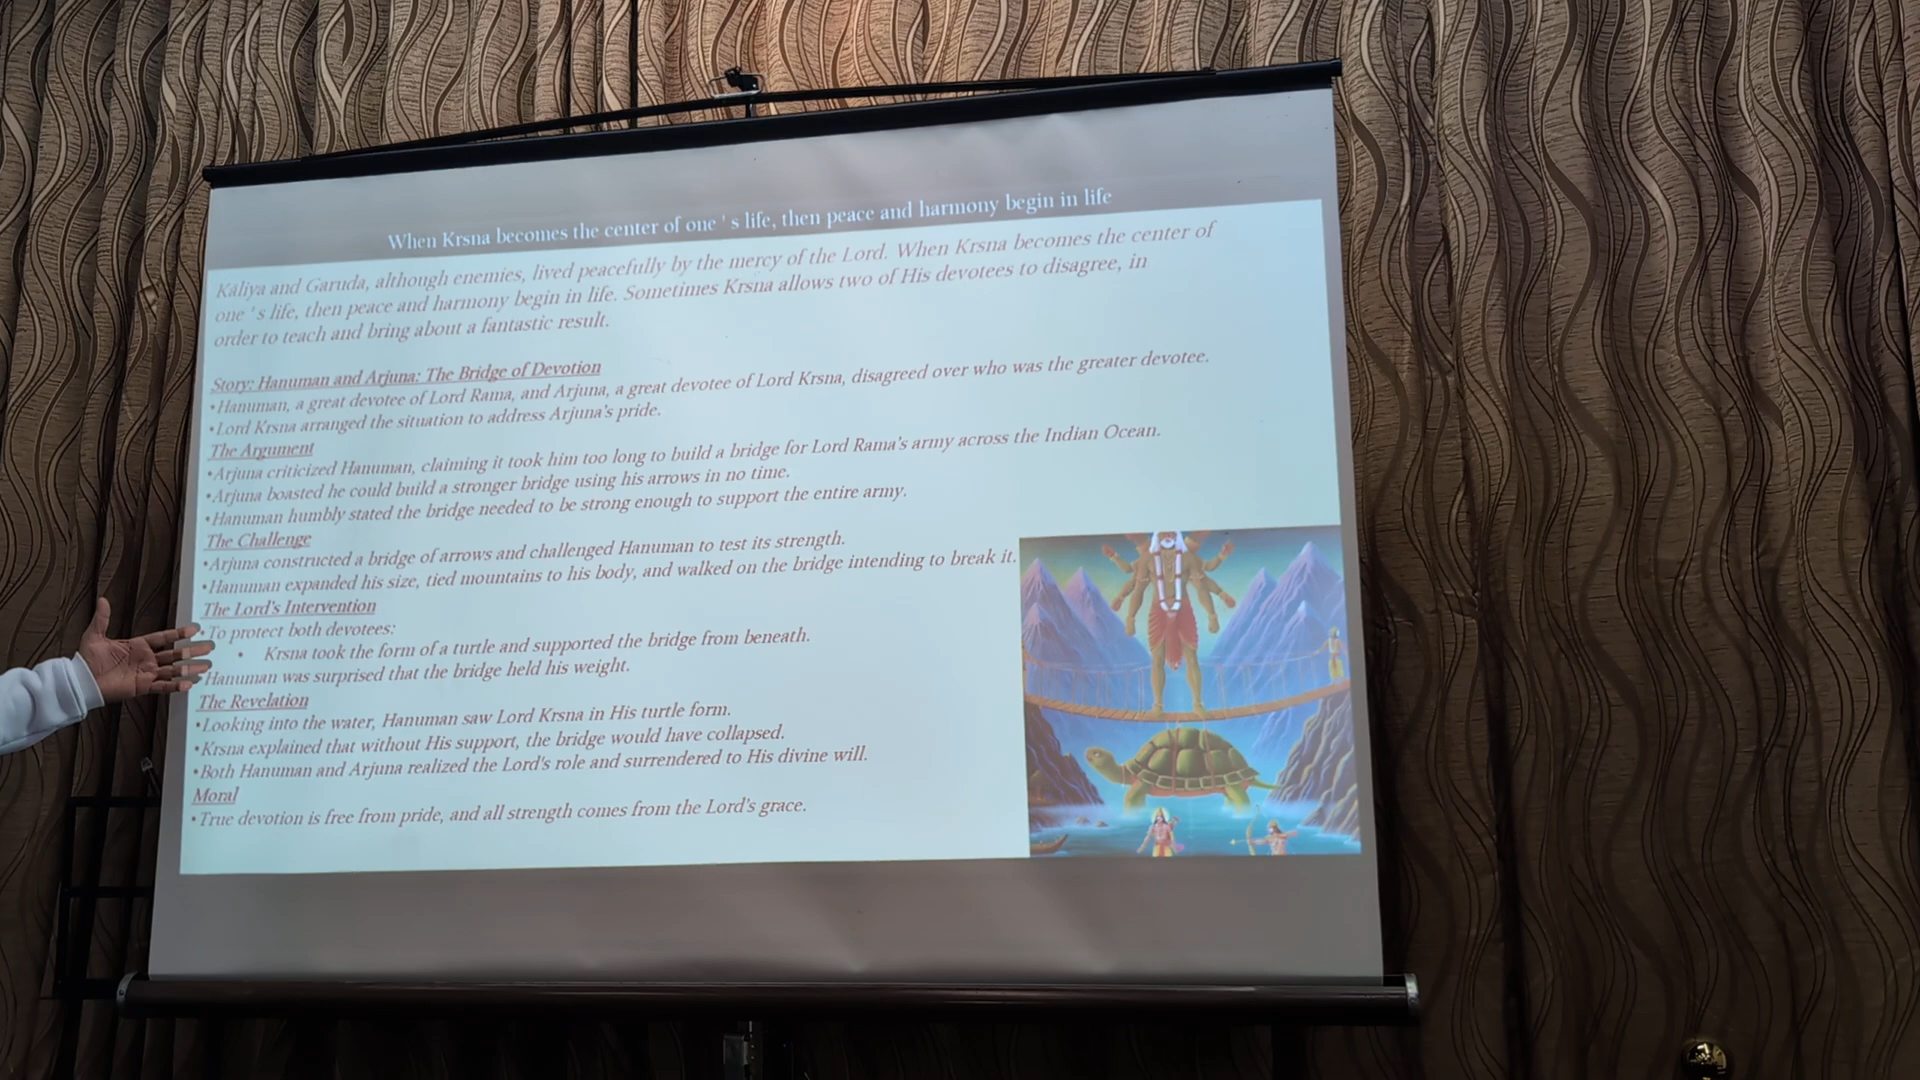 When Krsna becomes the center of one ' s life, then peace and harmony begin in life
Kāliya and Garuda, although enemies, lived peacefully by the mercy of the Lord. When Krsna becomes the center of
one ' s life, then peace and harmony begin in life. Sometimes Krsna allows two of His devotees to disagree, in
order to teach and bring about a fantastic result.
Story: Hanuman and Arjuna: The Bridge of Devotion
•Hanuman, a great devotee of Lord Rama, and Arjuna, a great devotee of Lord Krsna, disagreed over who was the greater devotee.
•Lord Krsna arranged the situation to address Arjuna's pride.
The Argument
•Arjuna criticized Hanuman, claiming it took him too long to build a bridge for Lord Rama's army across the Indian Ocean.
•Arjuna boasted he could build a stronger bridge using his arrows in no time.
•Hanuman humbly stated the bridge needed to be strong enough to support the entire army.
The Challenge
•Arjuna constructed a bridge of arrows and challenged Hanuman to test its strength.
•Hanuman expanded his size, tied mountains to his body, and walked on the bridge intending to break it.
The Lord's Intervention
•To protect both devotees:
• Krsna took the form of a turtle and supported the bridge from beneath.
•Hanuman was surprised that the bridge held his weight.
The Revelation
•Looking into the water, Hanuman saw Lord Krsna in His turtle form.
•Krsna explained that without His support, the bridge would have collapsed.
•Both Hanuman and Arjuna realized the Lord's role and surrendered to His divine will.
Moral
•True devotion is free from pride, and all strength comes from the Lord's grace.